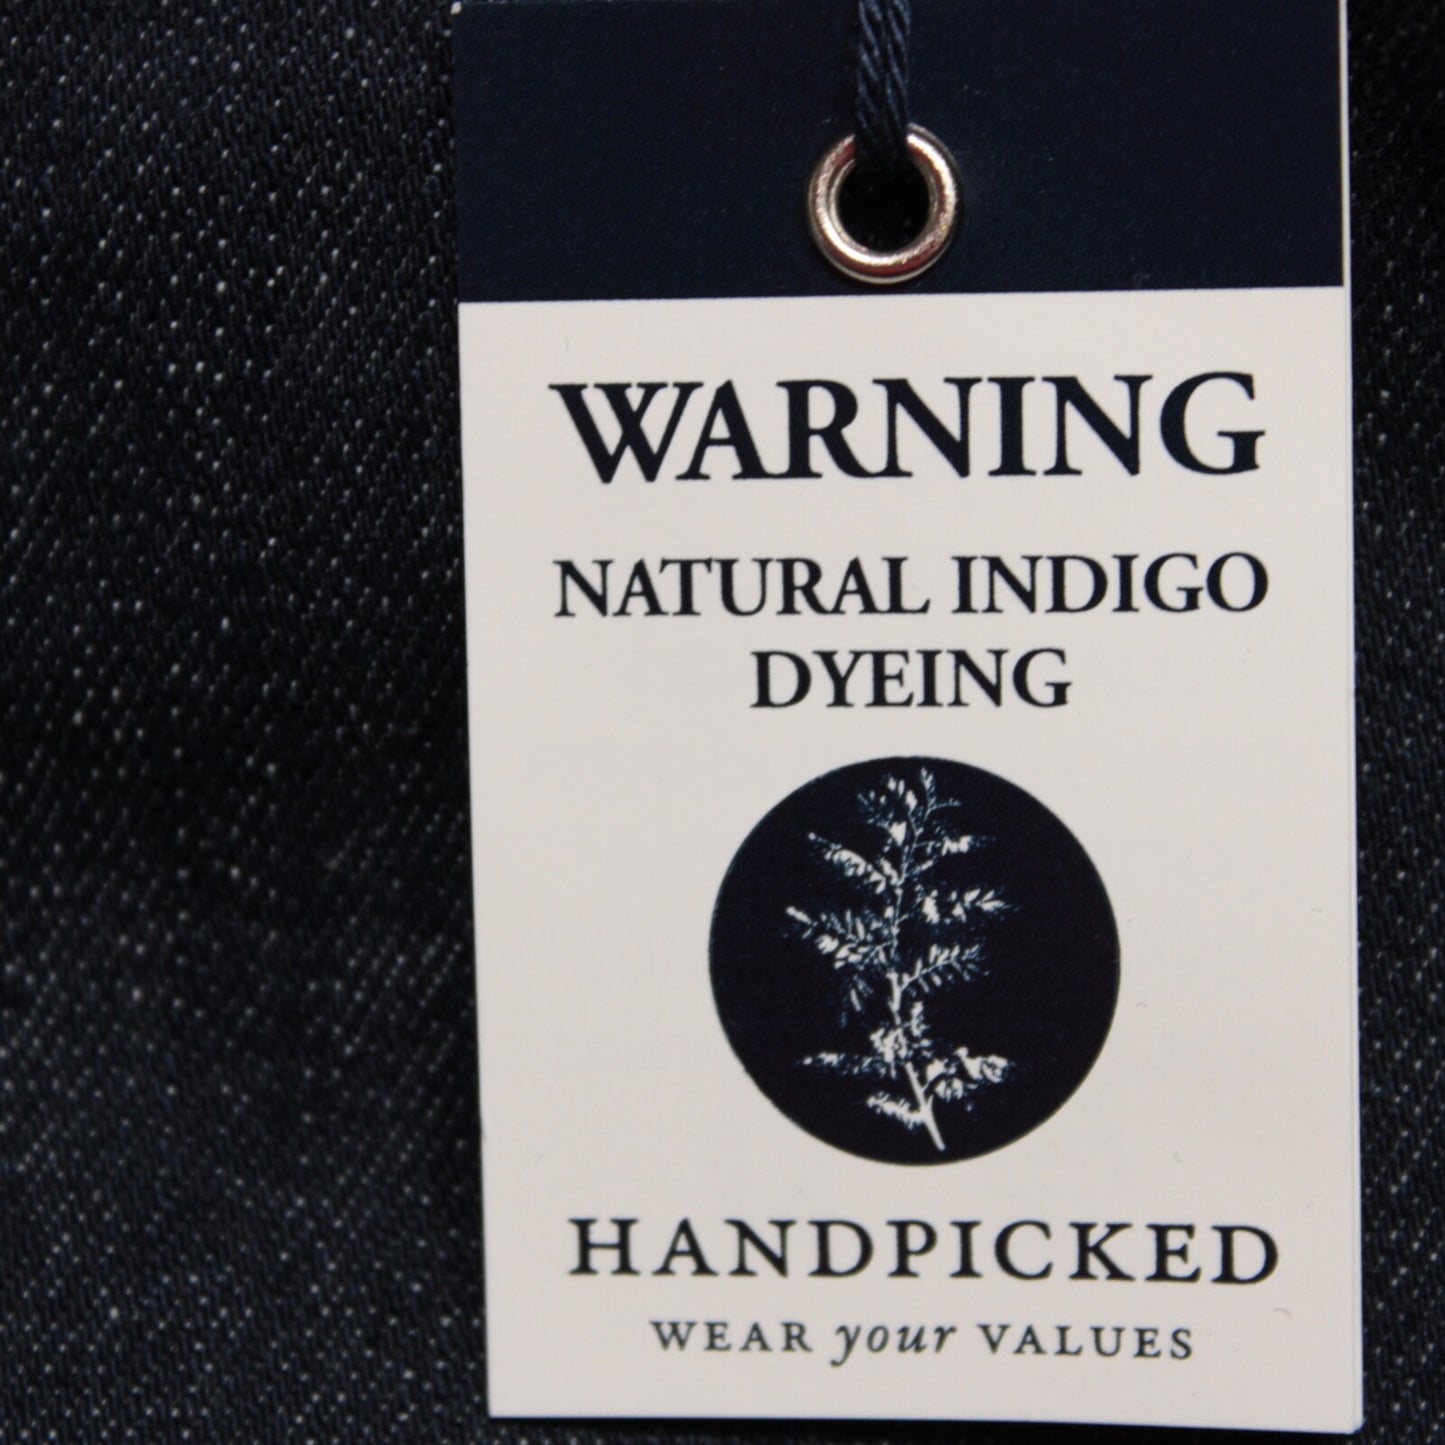 WARNING
NATURAL INDIGO
DYEING
HANDPICKED
WEAR your VALUES